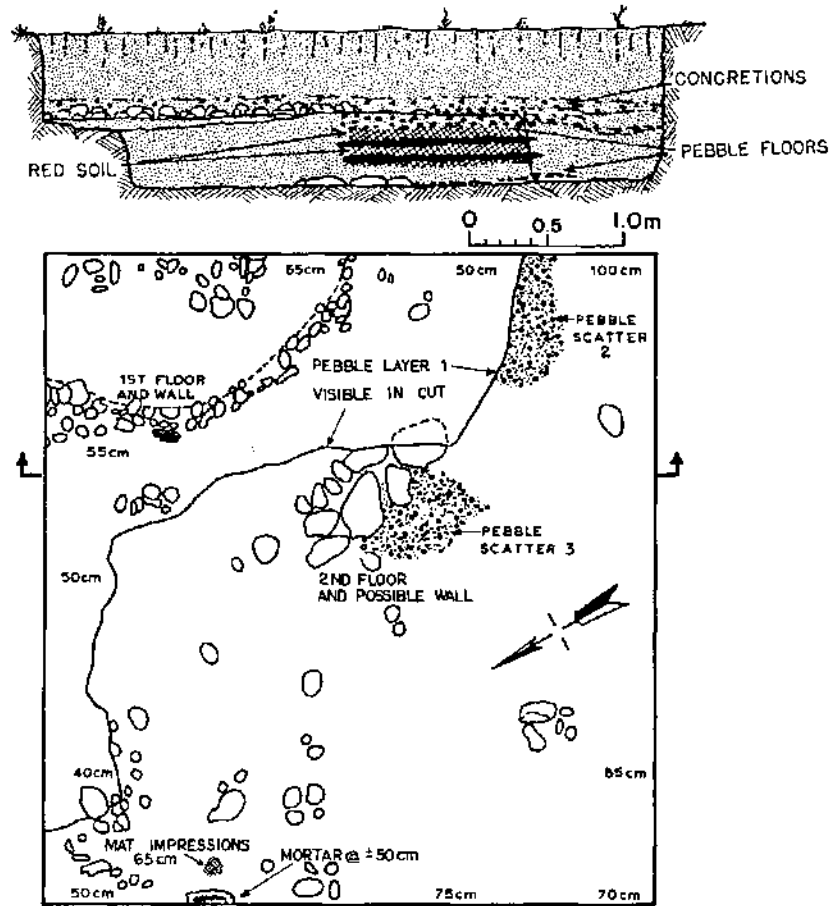 CONCRETIONS
RED SOIL
PEBBLE FLOORS
0 0.5 1.0m
65cm
50cm
100cm
PEBBLE
SCATTER
2
PEBBLE LAYER 1
VISIBLE IN CUT
1ST FLOOR
AND WALL
55cm
PEBBLE
SCATTER 3
50cm
2ND FLOOR
AND POSSIBLE WALL
40cm
85cm
MAT IMPRESSIONS
65cm
MORTAR @ ±50cm
50cm
75cm
70cm